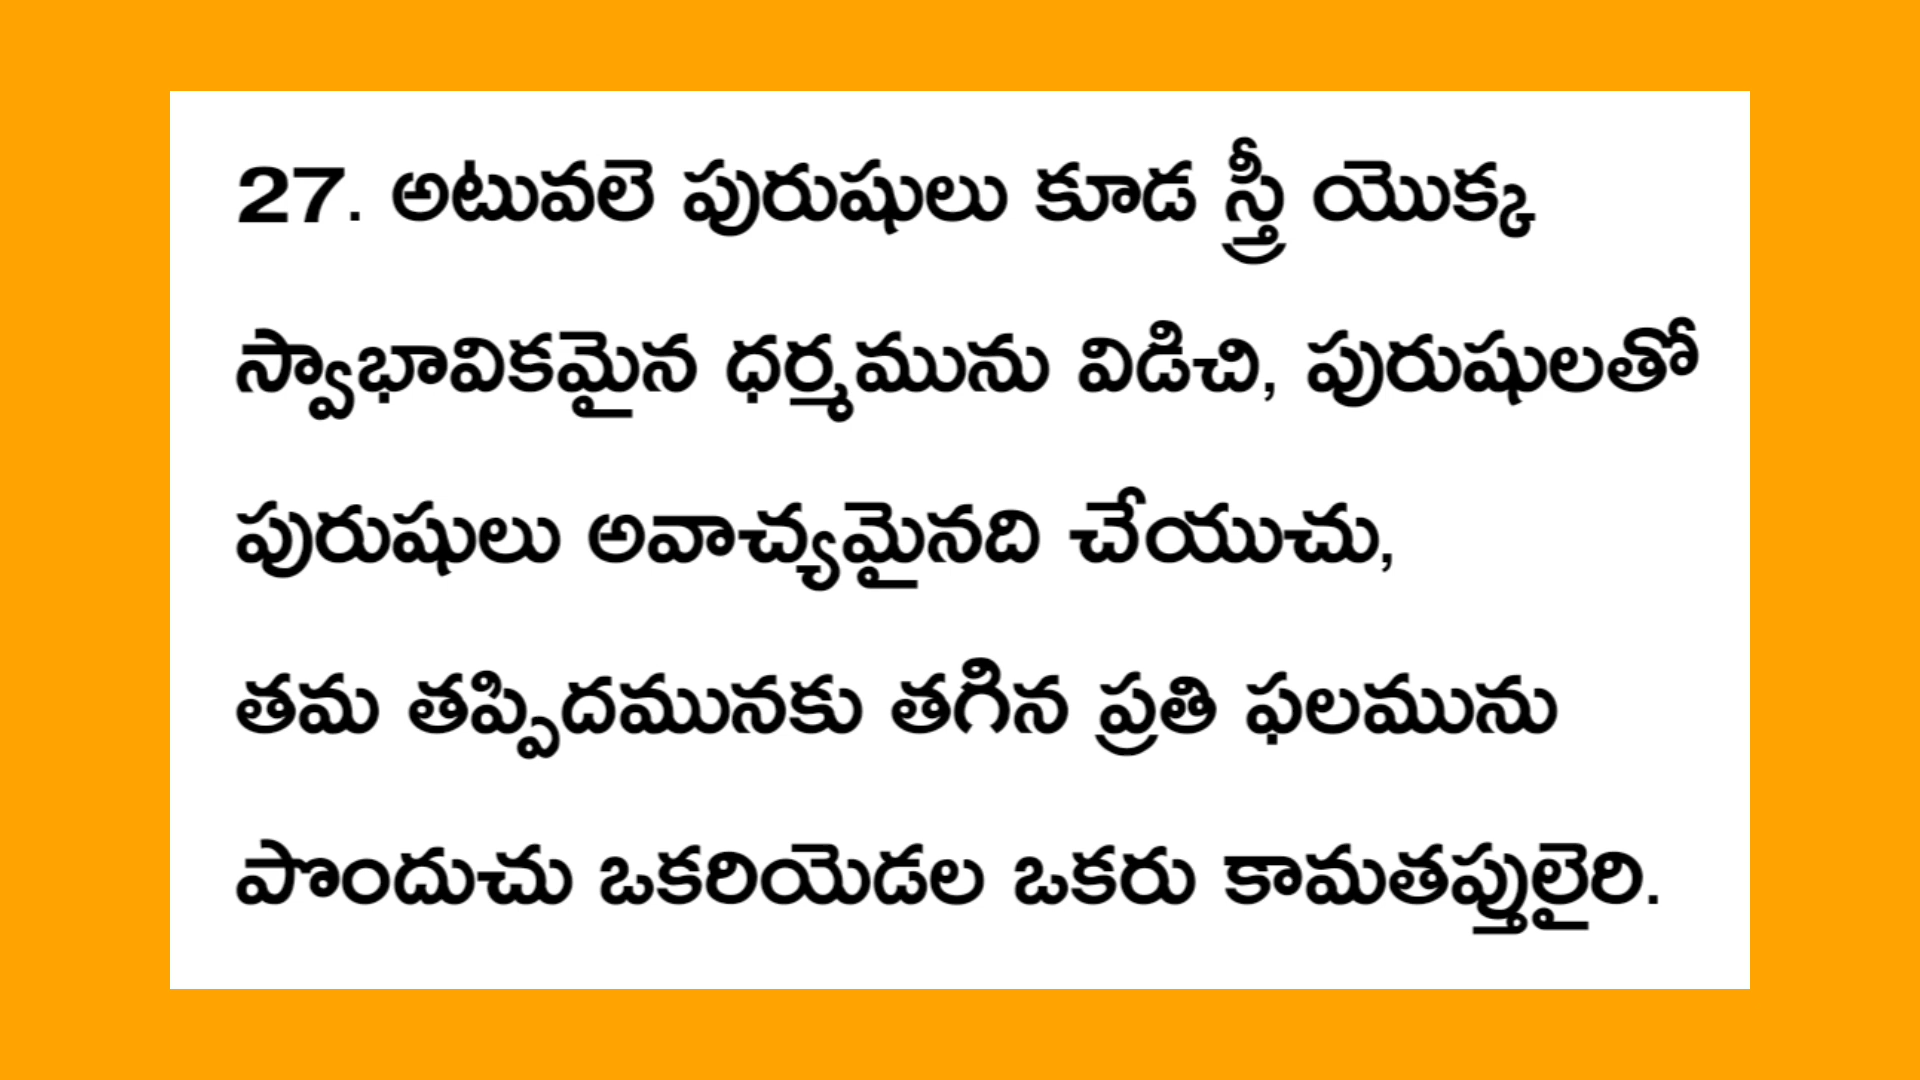 27. అటువలె పురుషులు కూడ స్త్రీ యొక్క
స్వాభావికమైన ధర్మమును విడిచి, పురుషులతో
పురుషులు అవాచ్యమైనది చేయుచు,
తమ తప్పిదమునకు తగిన ప్రతి ఫలమును
పొందుచు ఒకరియెడల ఒకరు కామతప్తులైరి.